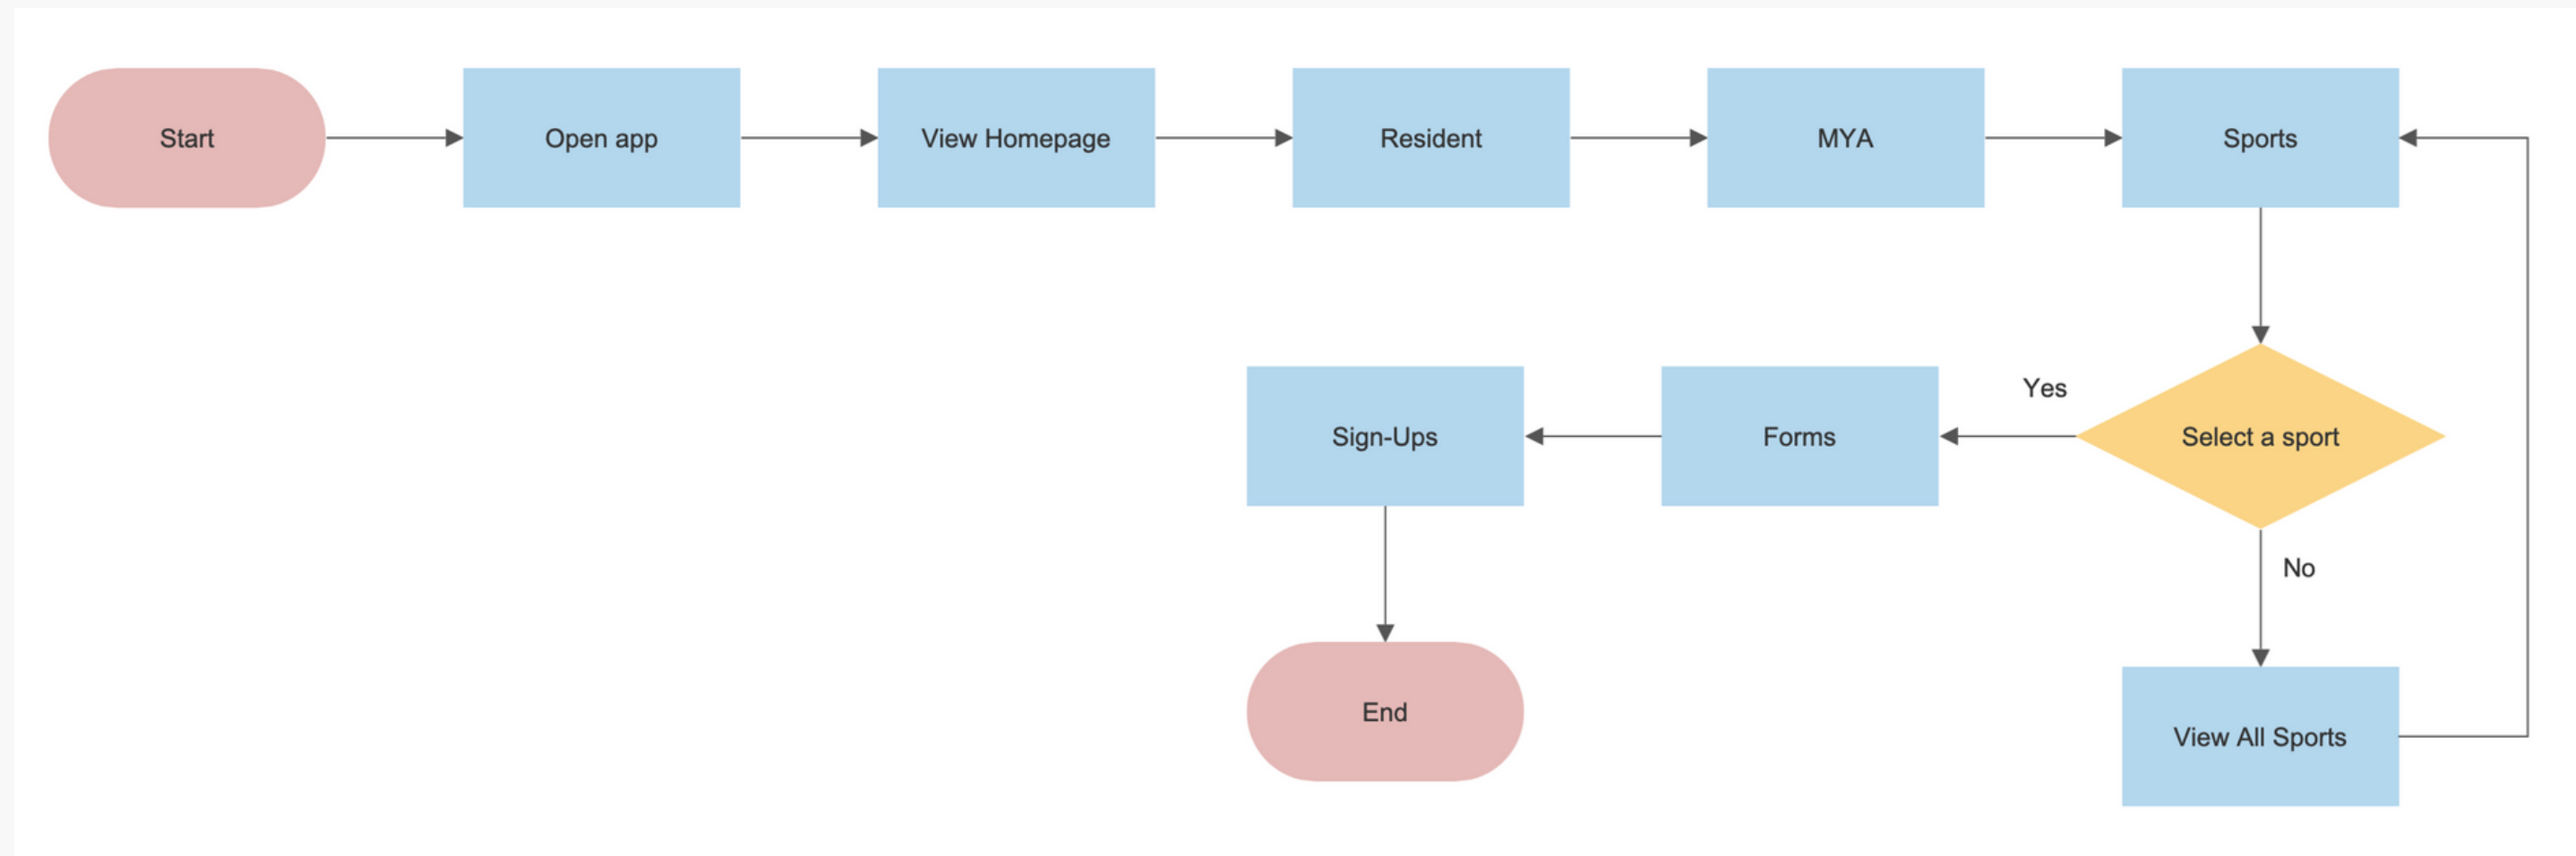 Start
Open app
View Homepage
Resident
MYA
Sports
Select a sport
Yes
Forms
Sign-Ups
End
No
View All Sports